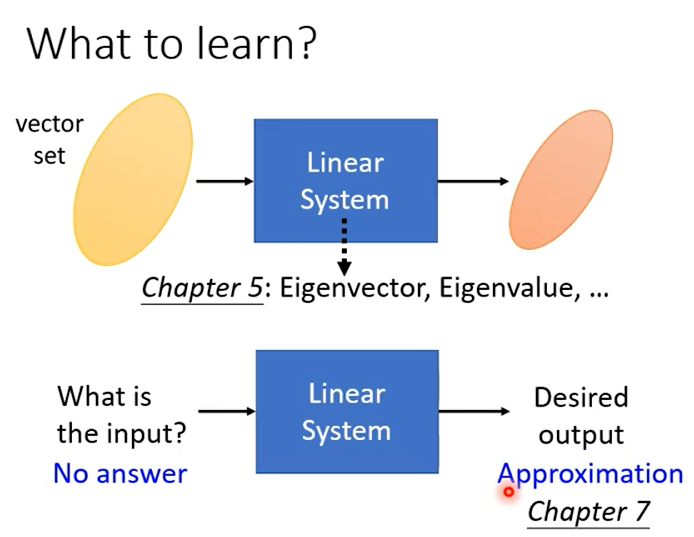 What to learn?
vector
set
Linear
System
Chapter 5: Eigenvector, Eigenvalue, ...
What is
the input?
No answer
Linear
System
Desired
output
Approximation
Chapter 7